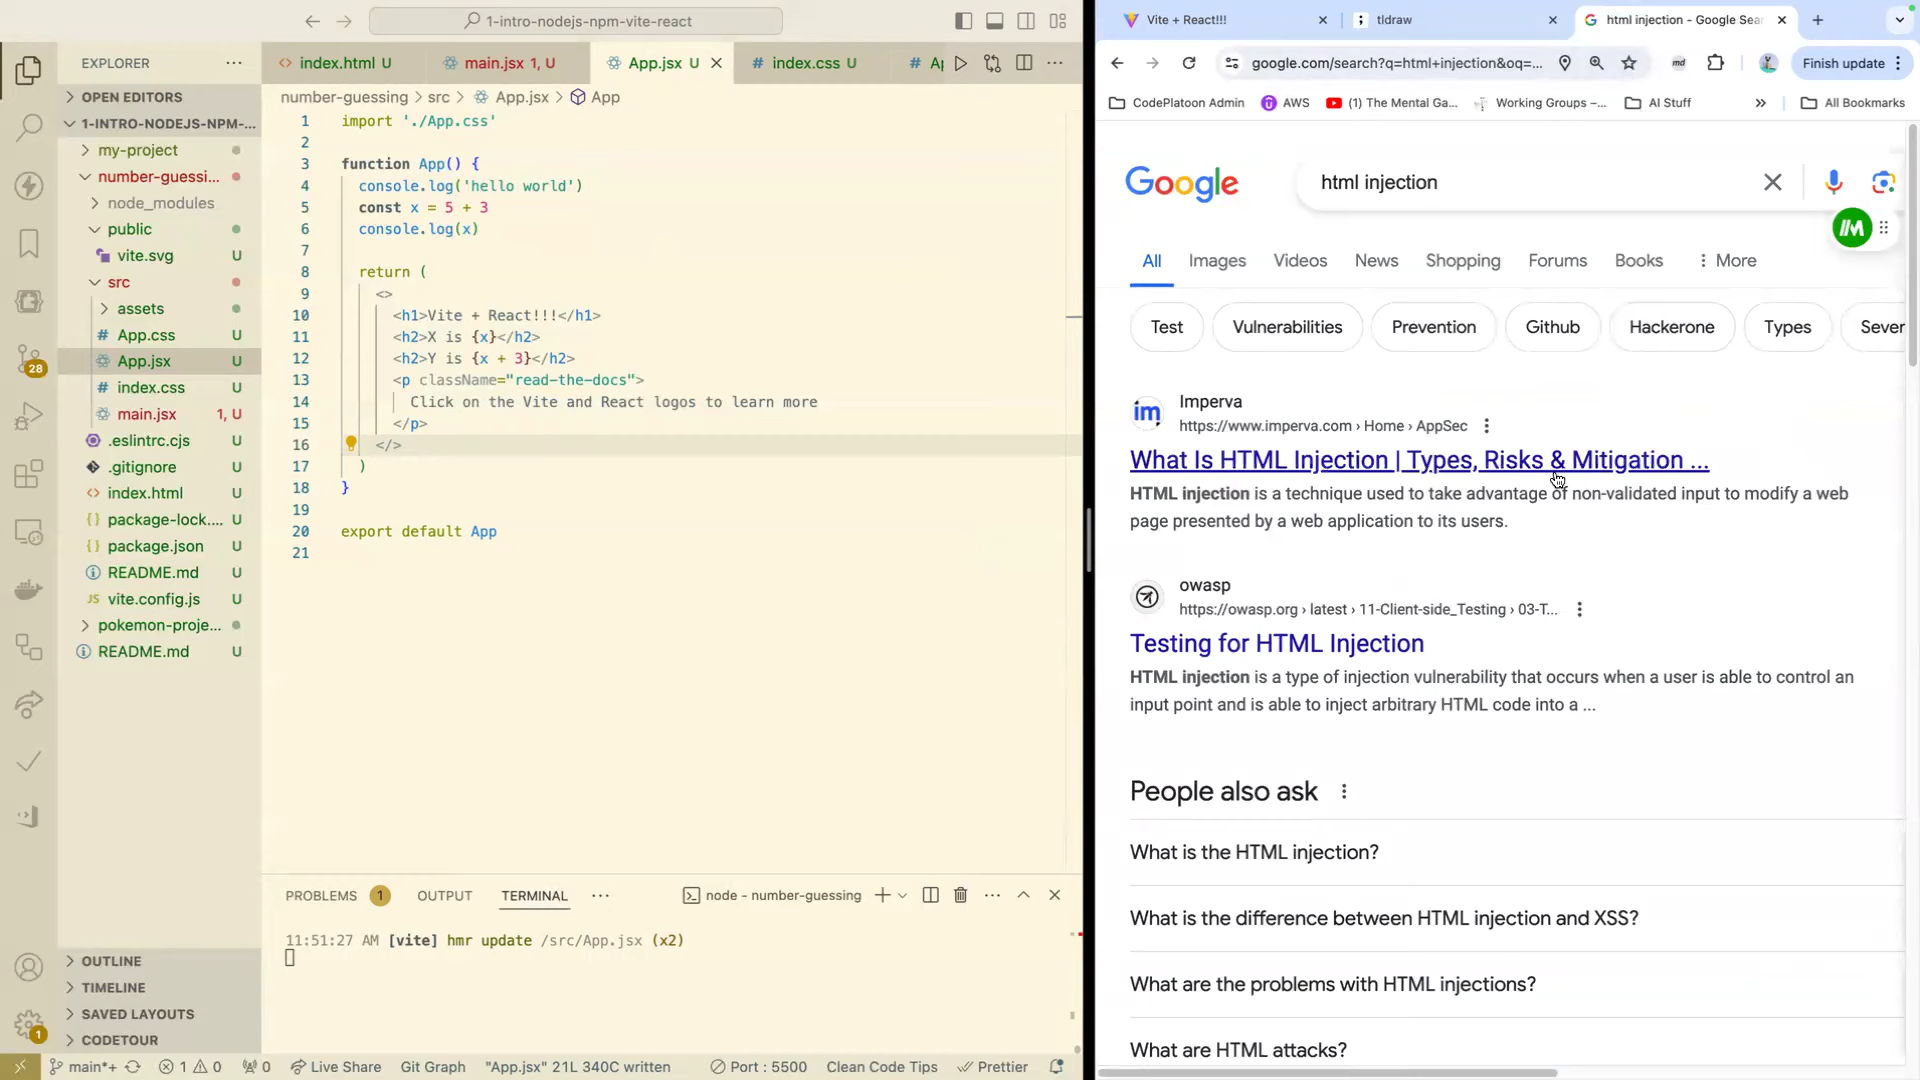 1-intro-nodejs-npm-vite-react
EXPLORER
OPEN EDITORS
1-INTRO-NODEJS-NPM-...
my-project
number-guessi...
node_modules
public
vite.svg U
src
assets
App.css U
App.jsx U
index.css U
main.jsx 1, U
.eslintrc.cjs U
.gitignore U
index.html U
package-lock.... U
package.json U
README.md U
vite.config.js U
pokemon-proje...
README.md U
OUTLINE
TIMELINE
SAVED LAYOUTS
CODETOUR
28
1
index.html U
main.jsx 1, U
App.jsx U
index.css U
Ap
number-guessing > src > App.jsx > App
1 import './App.css'
2
3 function App() {
4 console.log('hello world')
5 const x = 5 + 3
6 console.log(x)
7
8 return (
9 <>
10 <h1>Vite + React!!!</h1>
11 <h2>X is {x}</h2>
12 <h2>Y is {x + 3}</h2>
13 <p className="read-the-docs">
14 Click on the Vite and React logos to learn more
15 </p>
16 </>
17 )
18 }
19
20 export default App
21
PROBLEMS 1 OUTPUT TERMINAL
node - number-guessing
11:51:27 AM [vite] hmr update /src/App.jsx (x2)
main*+ 1 0 0 Live Share Git Graph "App.jsx" 21L 340C written Port : 5500 Clean Code Tips Prettier
Vite + React!!!
tldraw
html injection - Google Sea
google.com/search?q=html+injection&oq=...
md
Finish update
CodePlatoon Admin
AWS
(1) The Mental Ga...
Working Groups –...
AI Stuff
»
All Bookmarks
Google
html injection
All Images Videos News Shopping Forums Books More
Test Vulnerabilities Prevention Github Hackerone Types Sever
im
Imperva
https://www.imperva.com › Home › AppSec
What Is HTML Injection | Types, Risks & Mitigation ...
HTML injection is a technique used to take advantage of non-validated input to modify a web
page presented by a web application to its users.
owasp
https://owasp.org › latest › 11-Client-side_Testing › 03-T...
Testing for HTML Injection
HTML injection is a type of injection vulnerability that occurs when a user is able to control an
input point and is able to inject arbitrary HTML code into a ...
People also ask
What is the HTML injection?
What is the difference between HTML injection and XSS?
What are the problems with HTML injections?
What are HTML attacks?